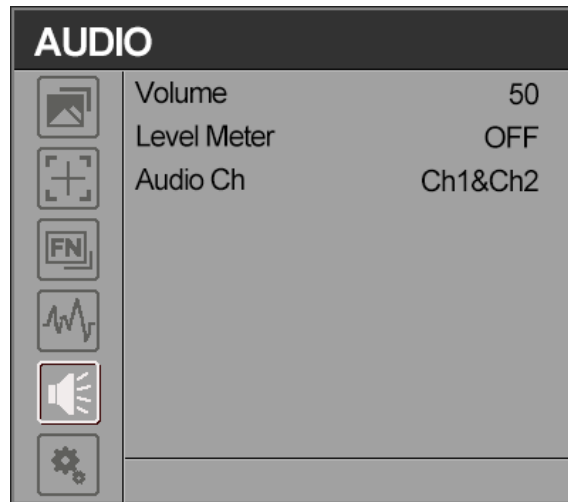 AUDIO
Volume 50
Level Meter OFF
Audio Ch Ch1&Ch2
FN